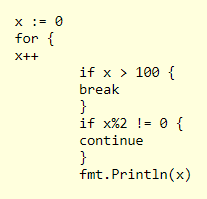 x := 0
for {
x++
if x > 100 {
break
}
if x%2 != 0 {
continue
}
fmt.Println(x)